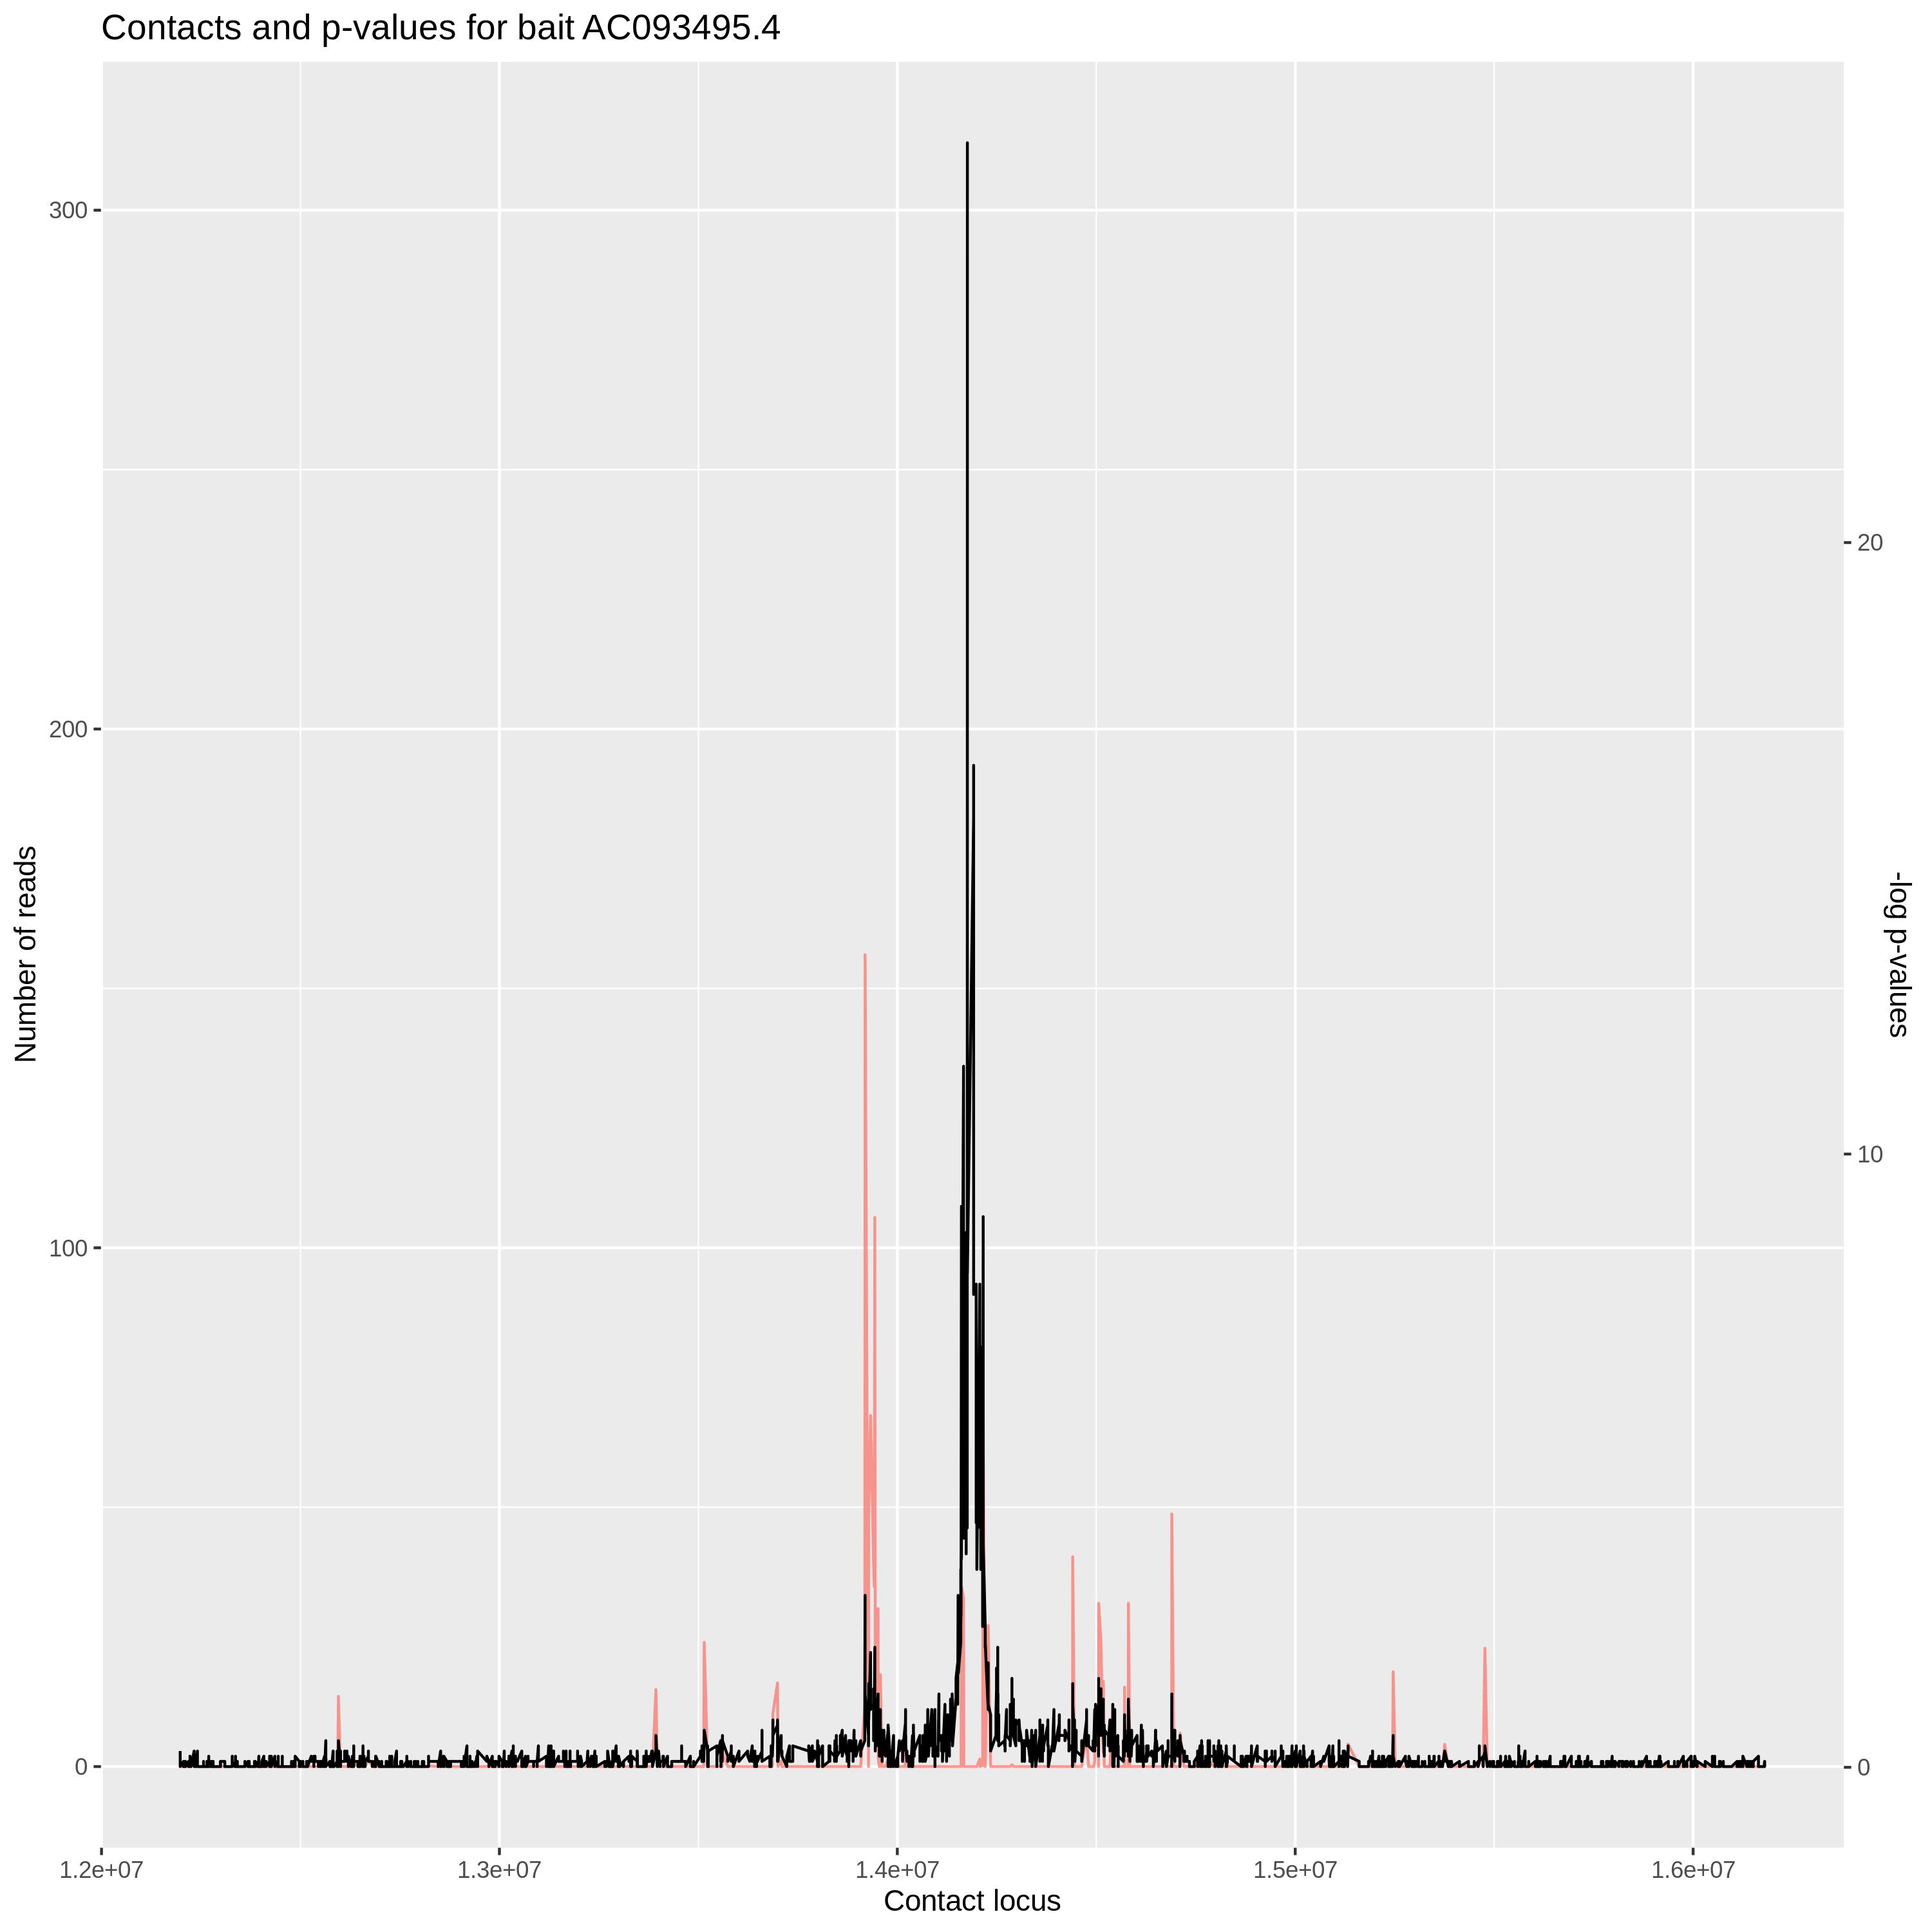 Contacts and p-values for bait AC093495.4
300
200
100
0
Number of reads
20
10
0
-log p-values
1.2e+07 1.3e+07 1.4e+07 1.5e+07 1.6e+07
Contact locus